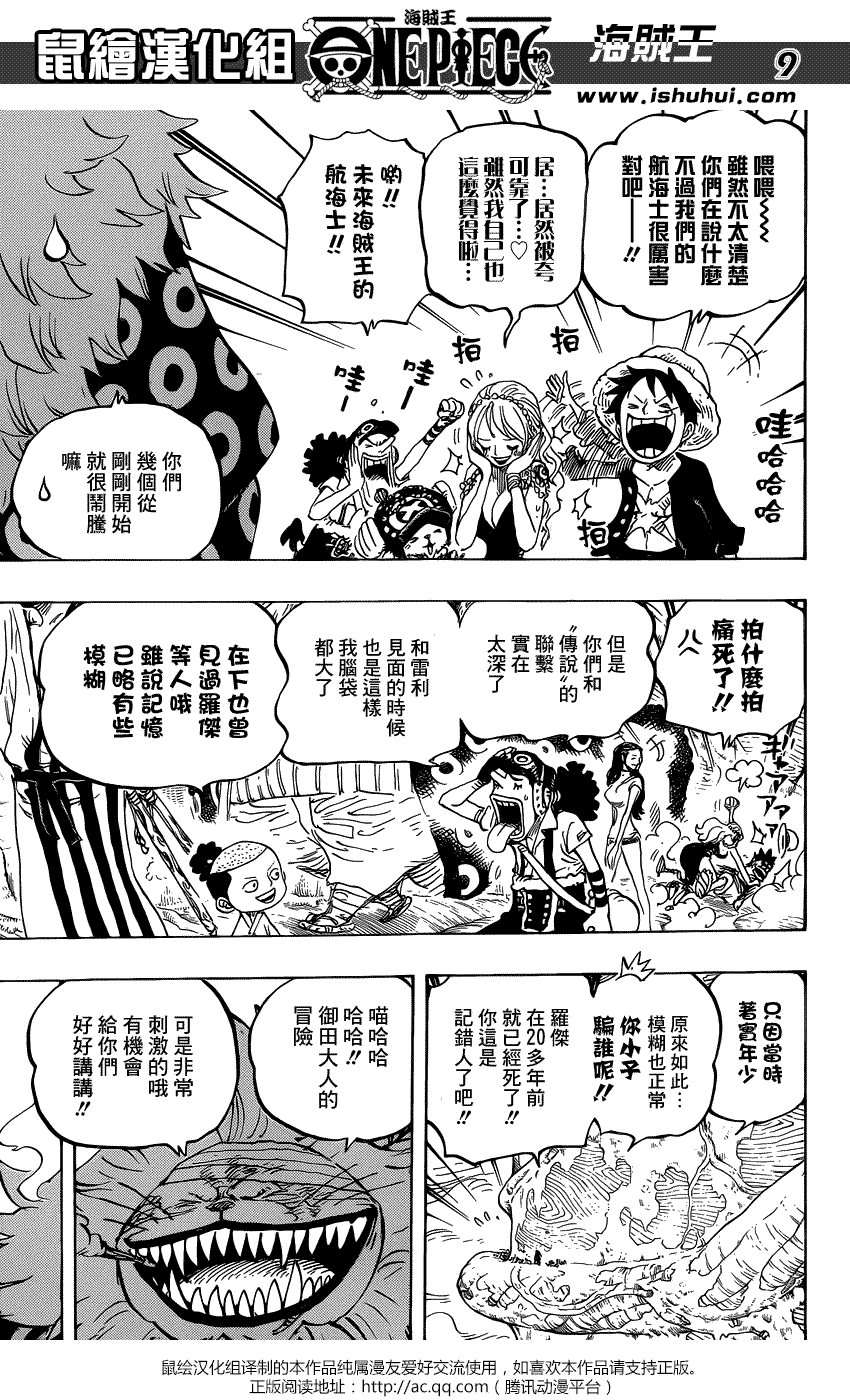 鼠繪漢化組
海賊王
ONE PIECE
海賊王
9
www.ishuhui.com
喂喂～～
雖然不太清楚
你們在說什麼
不過我們的
航海士很厲害
對吧——!!
居…居然被夸
可靠了…♡
雖然我自己也
這麼覺得啦…
喲!!
未來海賊王的
航海士!!
拍
拍
拍
哇—
哇—
哇哈哈哈
你們
幾個從
剛剛開始
就很鬧騰
嘛
拍什麼拍
痛死了!!
ギャアアア
但是
你們和
〝傳說〞的
聯繫
實在
太深了
和雷利
見面的時候
也是這樣
我腦袋
都大了
在下也曾
見過羅傑
等人哦
雖說記憶
已略有些
模糊
只因當時
著實年少
原來如此…
模糊也正常
你小子
騙誰呢!!
羅傑
在20多年前
就已經死了!!
你這是
記錯人了吧!!
喵哈哈
哈哈!!
御田大人的
冒險
可是非常
刺激的哦
有機會
給你們
好好講講!!
鼠绘汉化组译制的本作品纯属漫友爱好交流使用，如喜欢本作品请支持正版。
正版阅读地址：http://ac.qq.com（腾讯动漫平台）